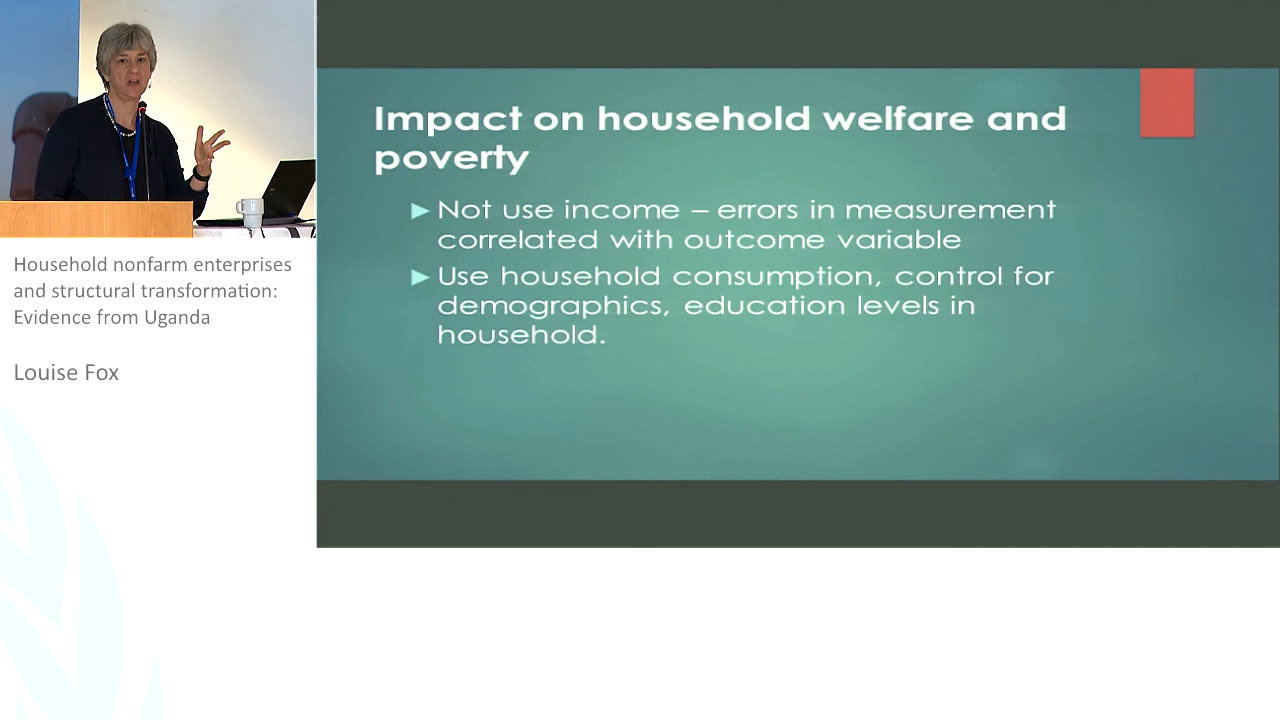 Household nonfarm enterprises
and structural transformation:
Evidence from Uganda
Louise Fox
Impact on household welfare and
poverty
Not use income – errors in measurement
correlated with outcome variable
Use household consumption, control for
demographics, education levels in
household.